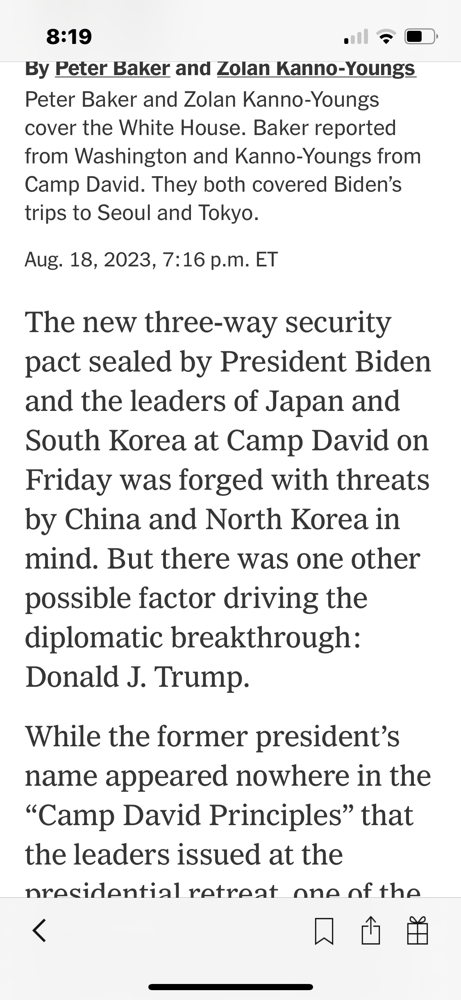 8:19
By Peter Baker and Zolan Kanno-Youngs
Peter Baker and Zolan Kanno-Youngs
cover the White House. Baker reported
from Washington and Kanno-Youngs from
Camp David. They both covered Biden’s
trips to Seoul and Tokyo.
Aug. 18, 2023, 7:16 p.m. ET
The new three-way security
pact sealed by President Biden
and the leaders of Japan and
South Korea at Camp David on
Friday was forged with threats
by China and North Korea in
mind. But there was one other
possible factor driving the
diplomatic breakthrough:
Donald J. Trump.
While the former president’s
name appeared nowhere in the
“Camp David Principles” that
the leaders issued at the
presidential retreat, one of the